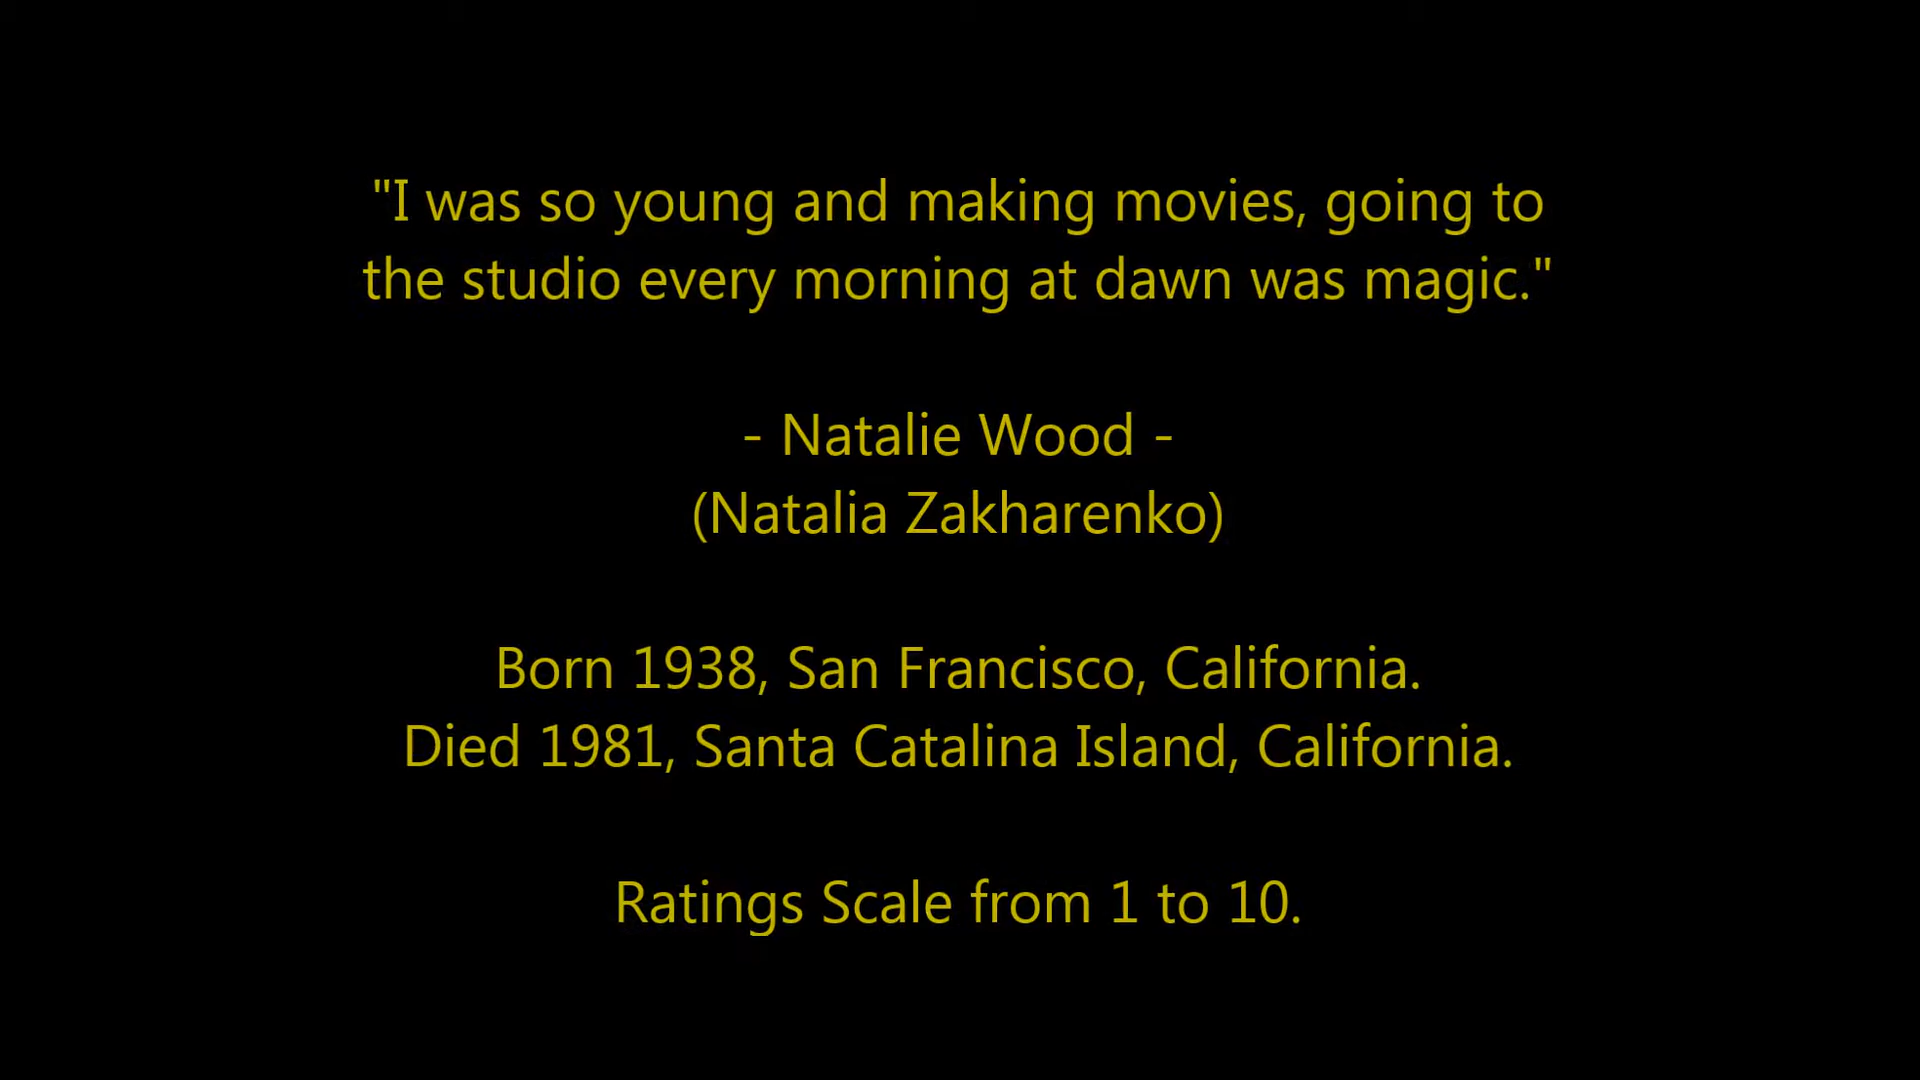 "I was so young and making movies, going to
the studio every morning at dawn was magic."
- Natalie Wood -
(Natalia Zakharenko)
Born 1938, San Francisco, California.
Died 1981, Santa Catalina Island, California.
Ratings Scale from 1 to 10.